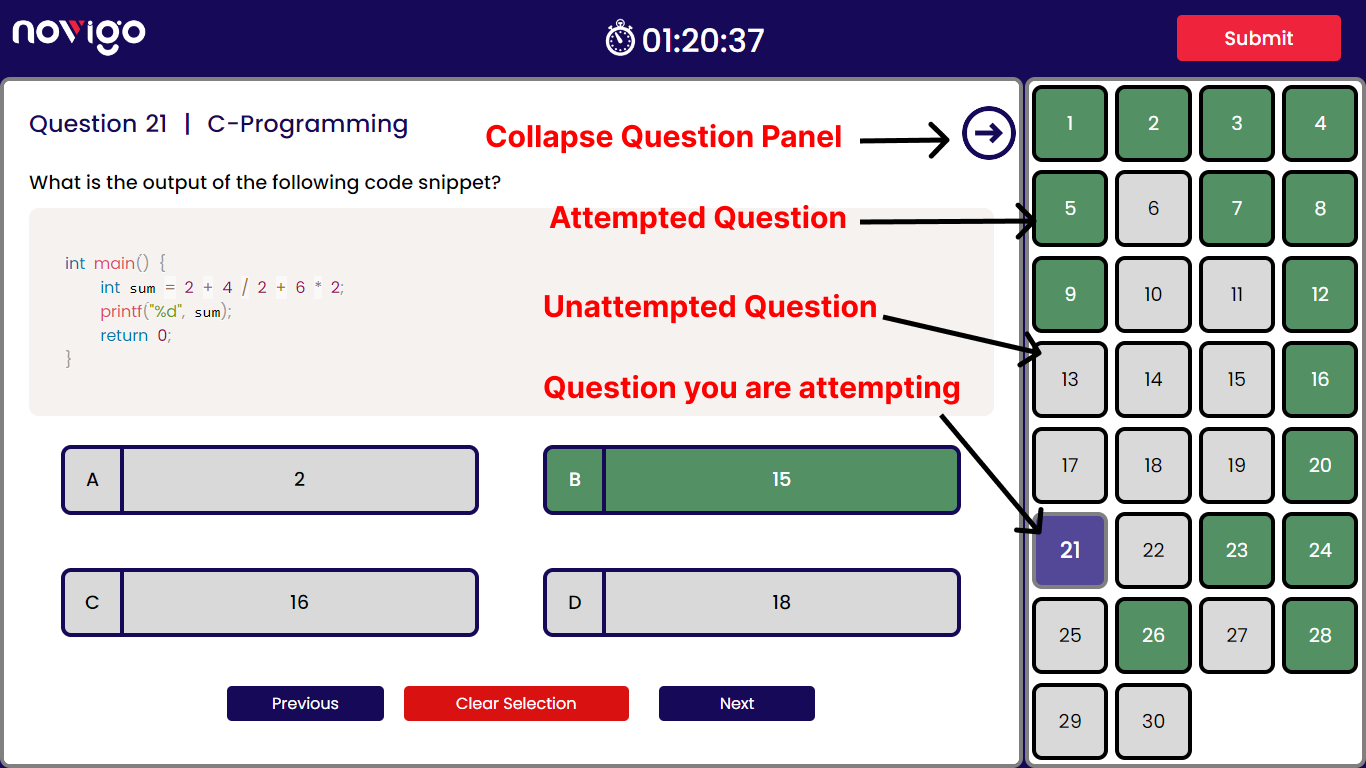 novigo
01:20:37
Submit
Question 21 | C-Programming
Collapse Question Panel
What is the output of the following code snippet?
Attempted Question
int main() {
int sum = 2 + 4 / 2 + 6 * 2;
printf("%d", sum);
return 0;
}
Unattempted Question
Question you are attempting
A 2
B 15
C 16
D 18
Previous Clear Selection Next
1 2 3 4
5 6 7 8
9 10 11 12
13 14 15 16
17 18 19 20
21 22 23 24
25 26 27 28
29 30